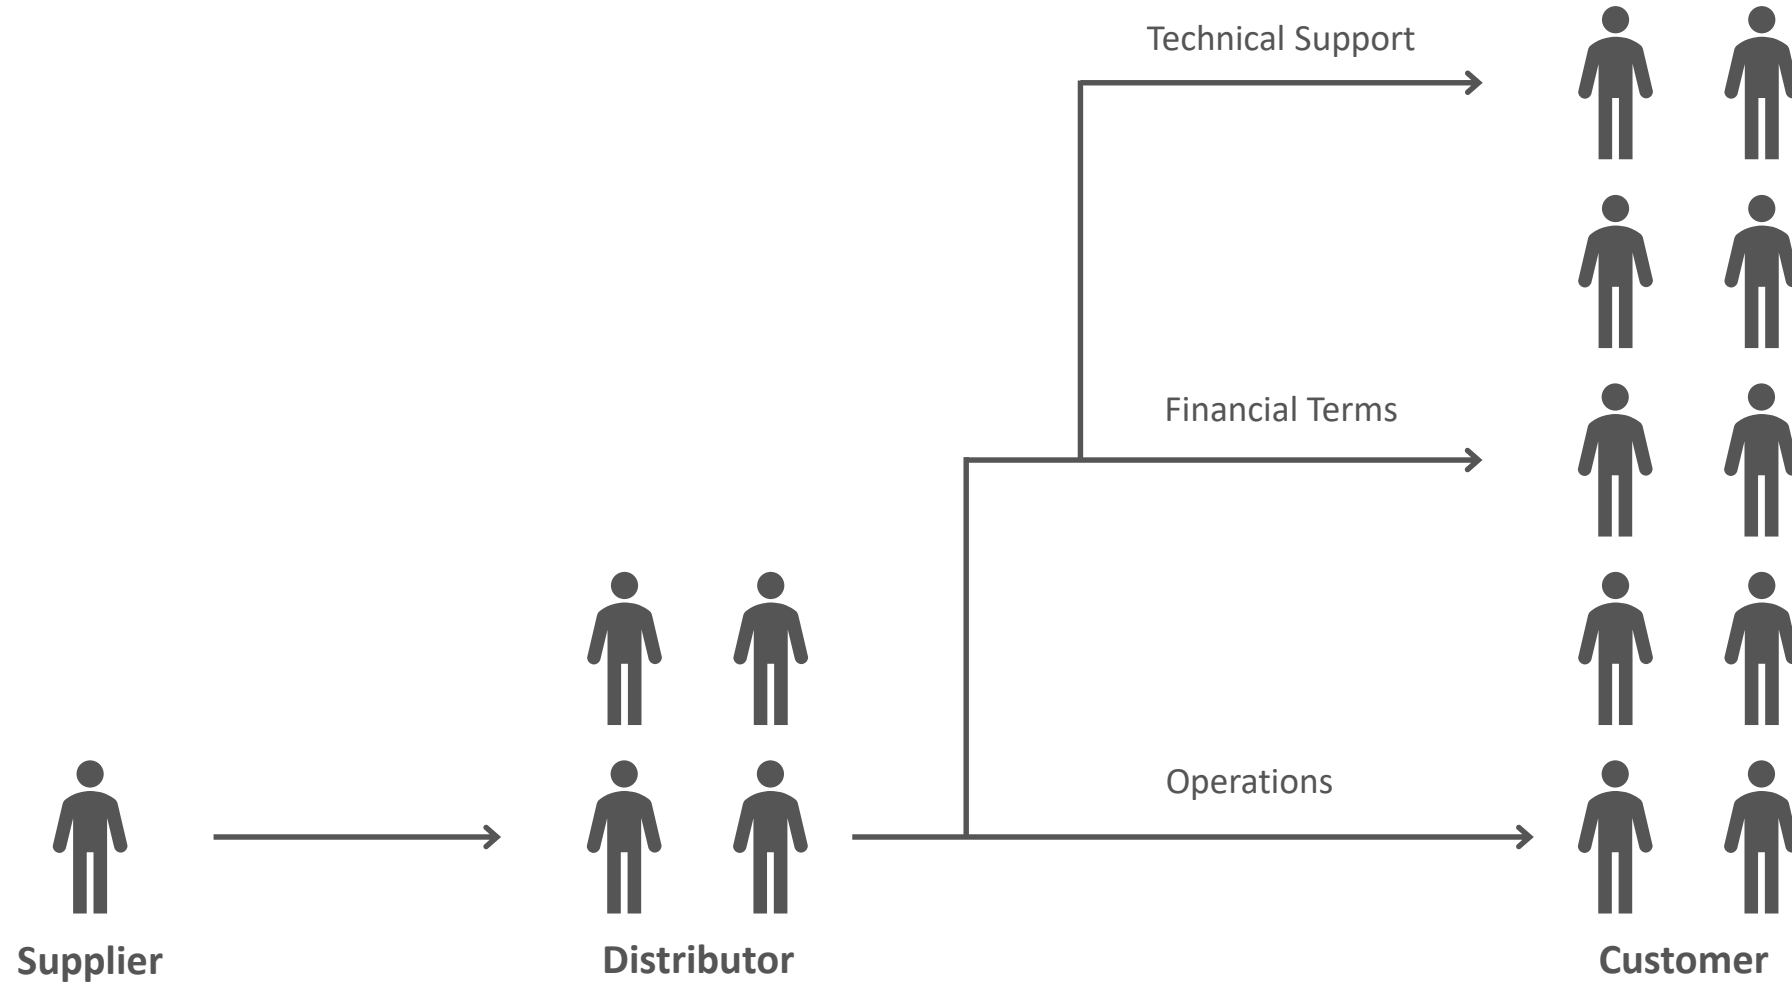 Technical Support
Financial Terms
Operations
Supplier
Distributor
Customer